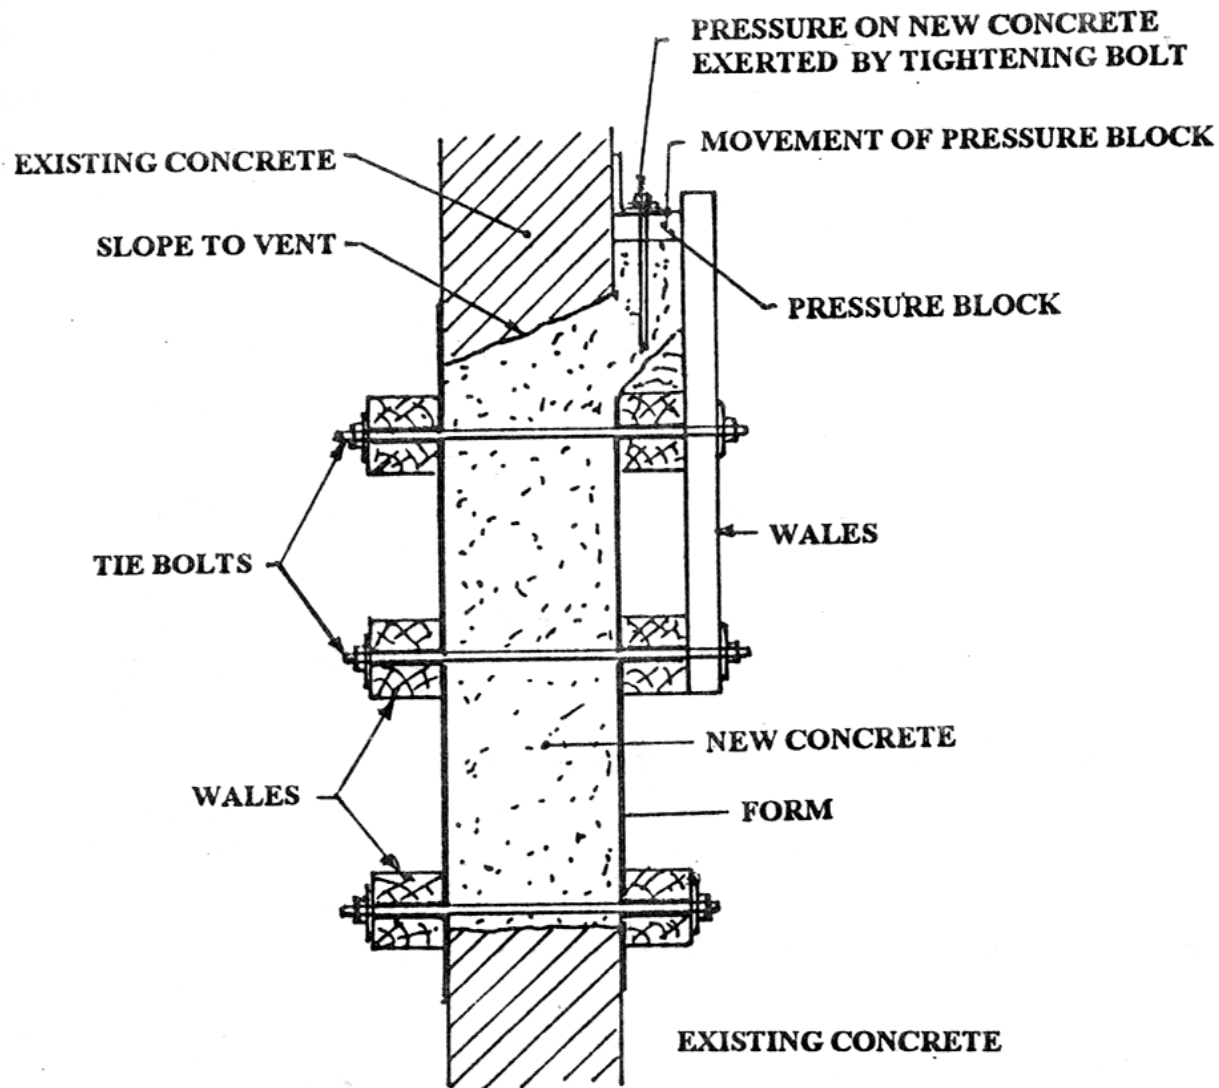 PRESSURE ON NEW CONCRETE
EXERTED BY TIGHTENING BOLT
MOVEMENT OF PRESSURE BLOCK
EXISTING CONCRETE
SLOPE TO VENT
PRESSURE BLOCK
WALES
TIE BOLTS
NEW CONCRETE
WALES
FORM
EXISTING CONCRETE